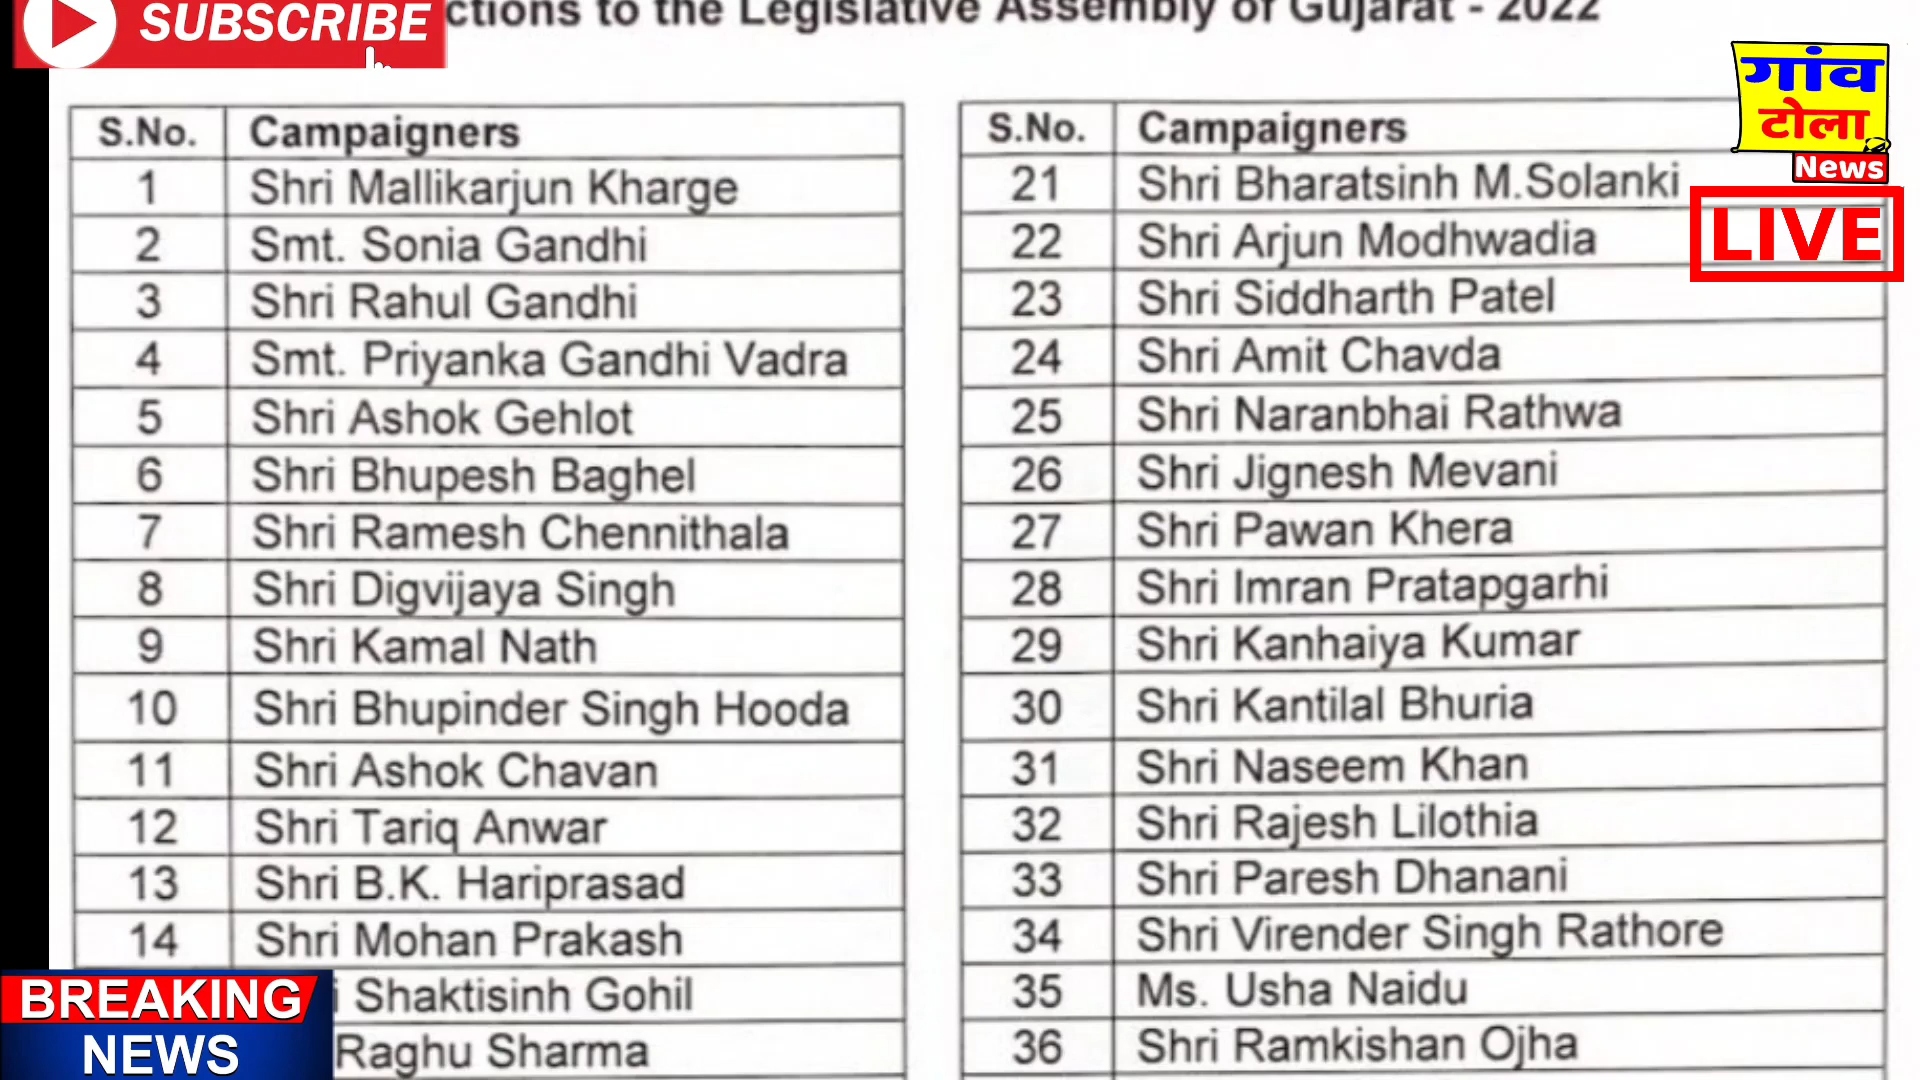 SUBSCRIBE
ctions to the Legislative Assembly of Gujarat - 2022
गांव
टोला
News
LIVE
S.No. Campaigners
1 Shri Mallikarjun Kharge
2 Smt. Sonia Gandhi
3 Shri Rahul Gandhi
4 Smt. Priyanka Gandhi Vadra
5 Shri Ashok Gehlot
6 Shri Bhupesh Baghel
7 Shri Ramesh Chennithala
8 Shri Digvijaya Singh
9 Shri Kamal Nath
10 Shri Bhupinder Singh Hooda
11 Shri Ashok Chavan
12 Shri Tariq Anwar
13 Shri B.K. Hariprasad
14 Shri Mohan Prakash
i Shaktisinh Gohil
Raghu Sharma
S.No. Campaigners
21 Shri Bharatsinh M.Solanki
22 Shri Arjun Modhwadia
23 Shri Siddharth Patel
24 Shri Amit Chavda
25 Shri Naranbhai Rathwa
26 Shri Jignesh Mevani
27 Shri Pawan Khera
28 Shri Imran Pratapgarhi
29 Shri Kanhaiya Kumar
30 Shri Kantilal Bhuria
31 Shri Naseem Khan
32 Shri Rajesh Lilothia
33 Shri Paresh Dhanani
34 Shri Virender Singh Rathore
35 Ms. Usha Naidu
36 Shri Ramkishan Ojha
BREAKING
NEWS